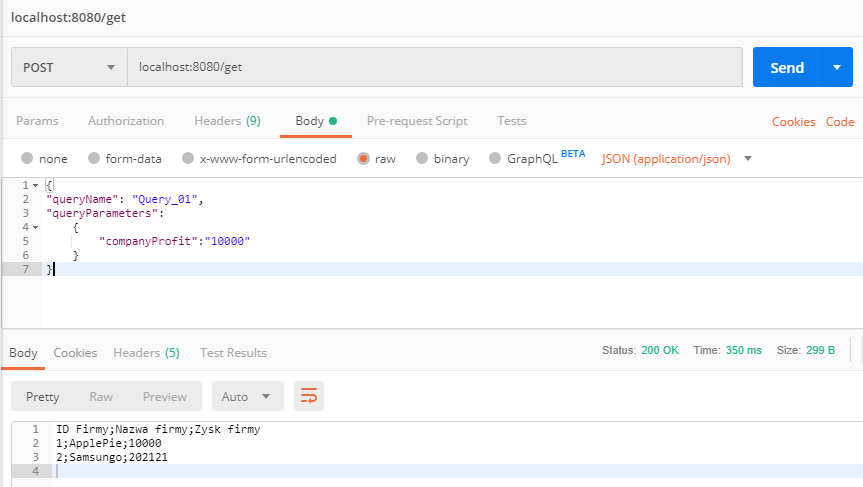 localhost:8080/get
POST localhost:8080/get Send
Params Authorization Headers (9) Body Pre-request Script Tests Cookies Code
none form-data x-www-form-urlencoded raw binary GraphQL BETA JSON (application/json)
1 {
2 "queryName": "Query_01",
3 "queryParameters":
4 {
5 "companyProfit":"10000"
6 }
7 }
Body Cookies Headers (5) Test Results Status: 200 OK Time: 350 ms Size: 299 B
Pretty Raw Preview Auto
1 ID Firmy;Nazwa firmy;Zysk firmy
2 1;ApplePie;10000
3 2;Samsungo;202121
4